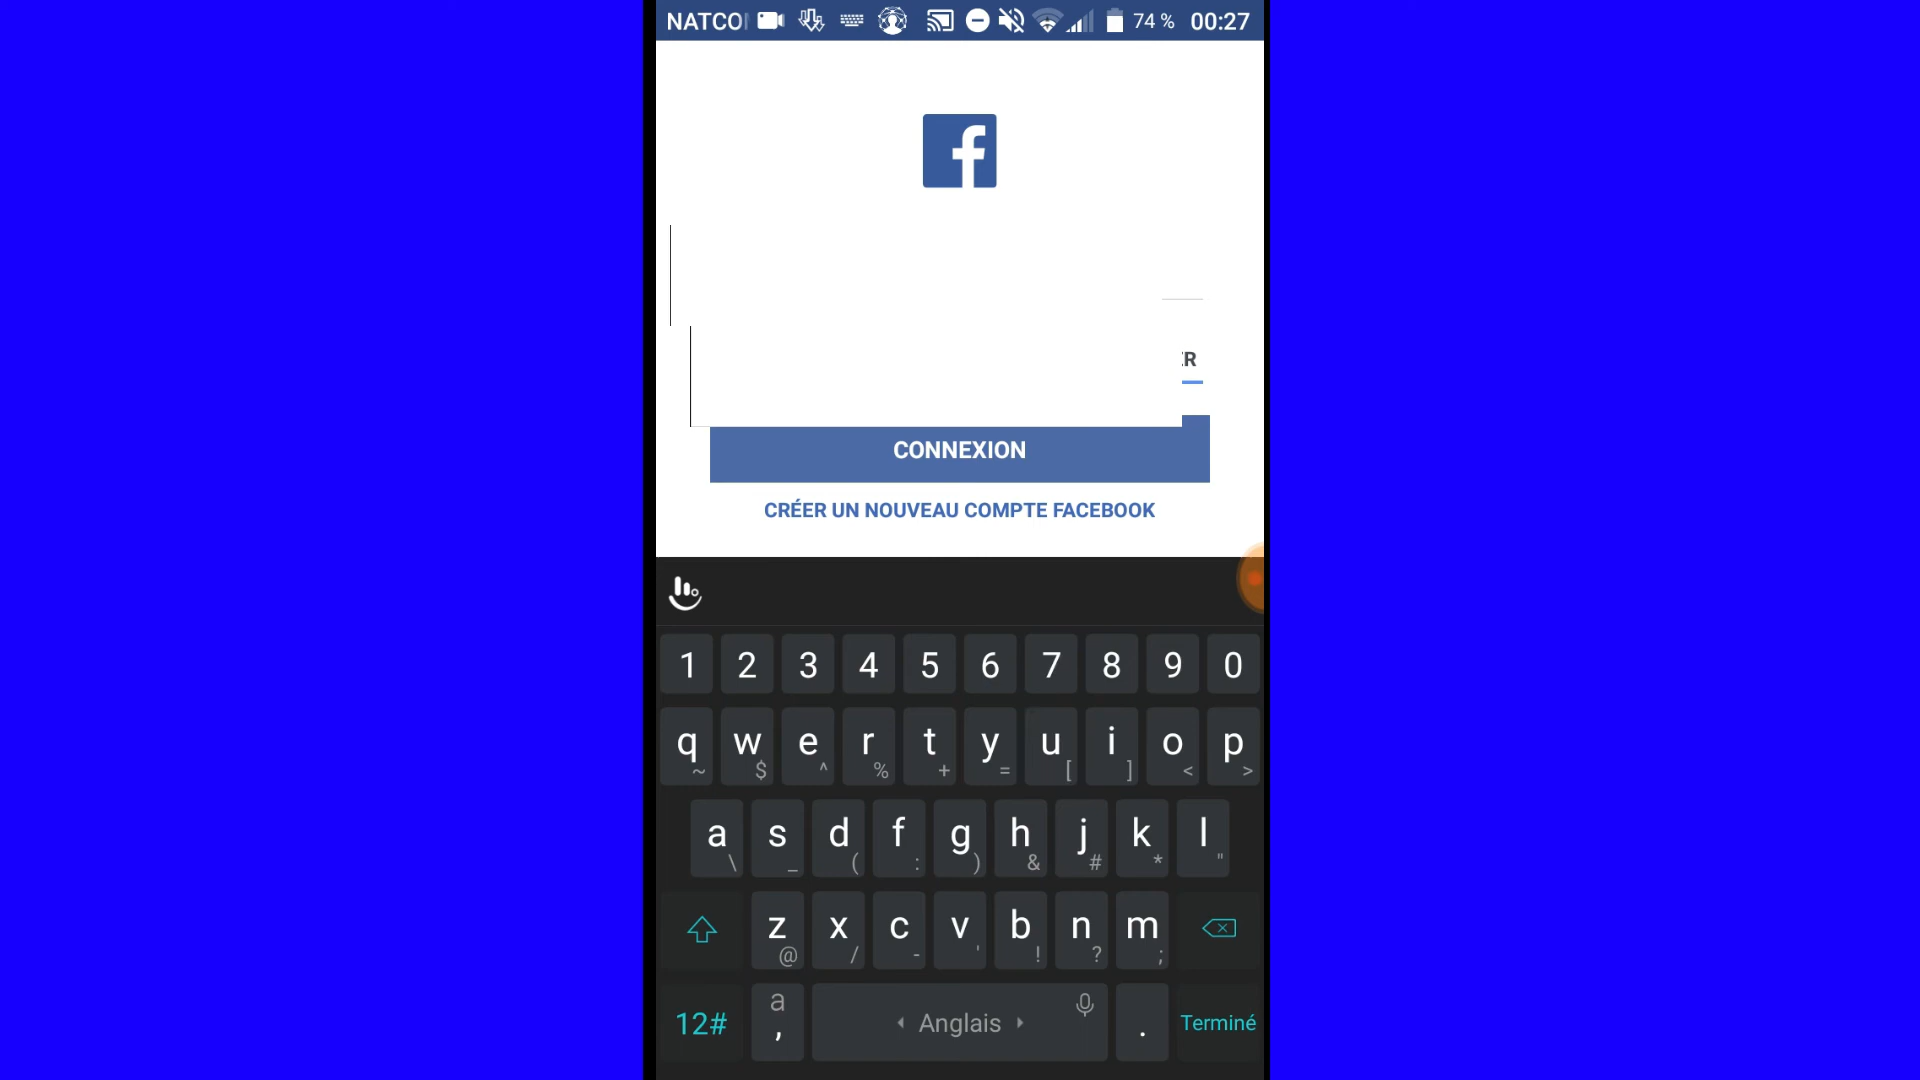 NATCO 74 % 00:27
f
ER
CONNEXION
CRÉER UN NOUVEAU COMPTE FACEBOOK
1 2 3 4 5 6 7 8 9 0
q w e r t y u i o p
~ $ ^ % + = [ ] < >
a s d f g h j k l
\ _ ( : ) & # * "
z x c v b n m
@ / - ' ! ? ;
12# a , Anglais . Terminé